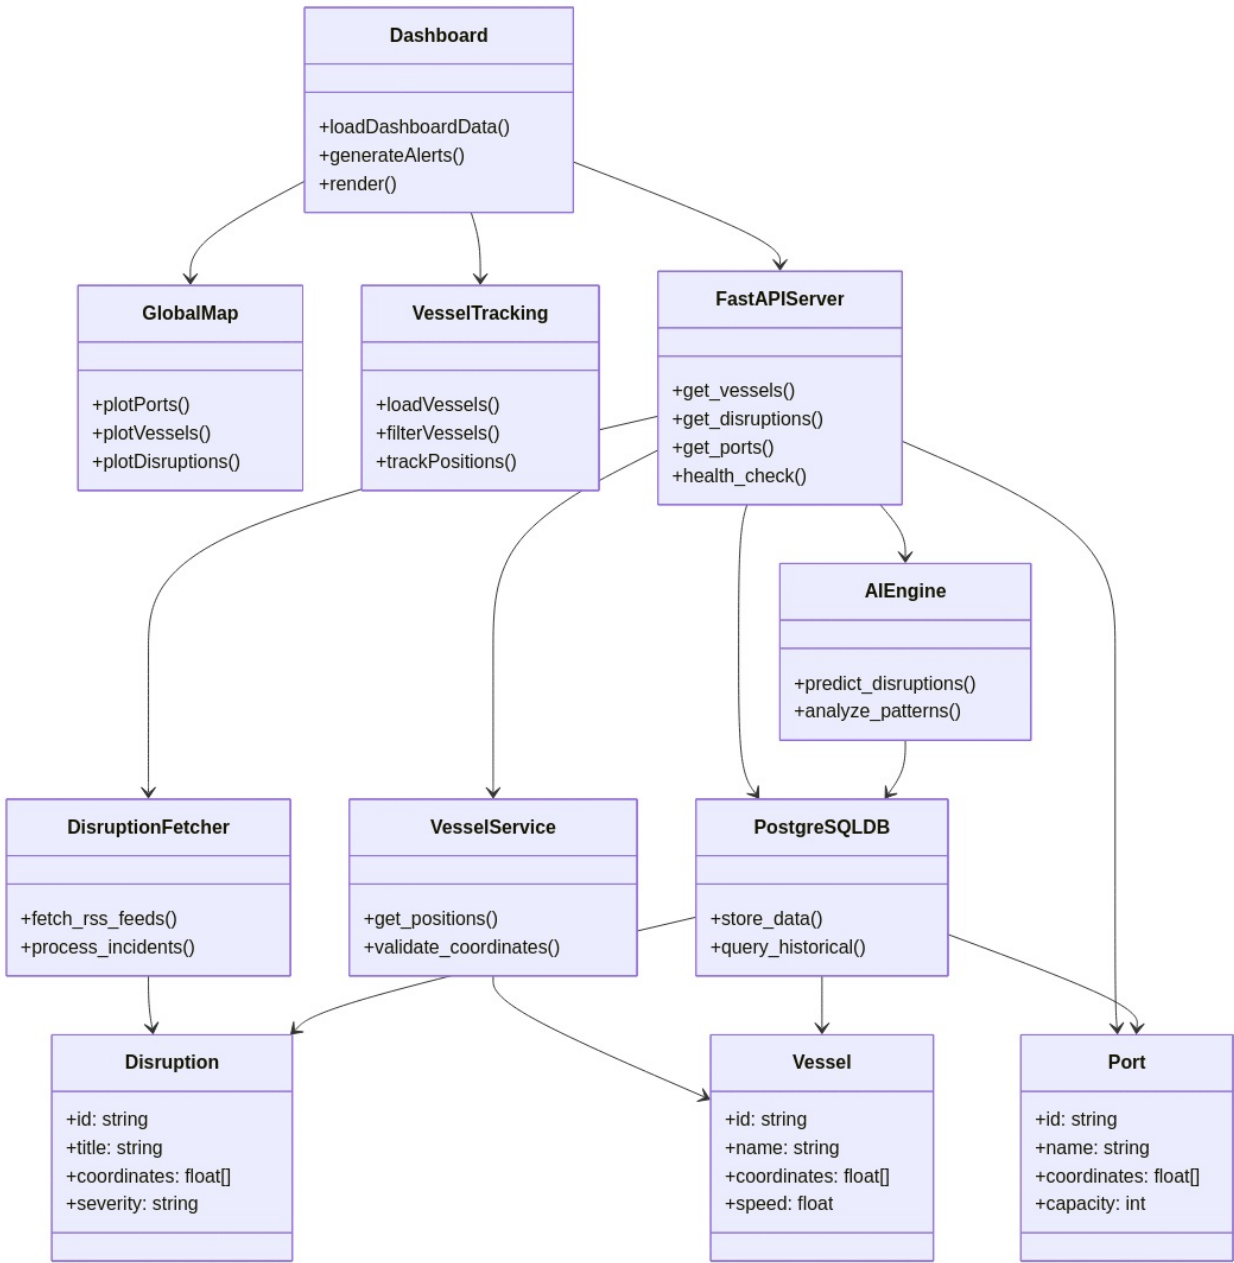 Dashboard
+loadDashboardData()
+generateAlerts()
+render()
GlobalMap
+plotPorts()
+plotVessels()
+plotDisruptions()
VesselTracking
+loadVessels()
+filterVessels()
+trackPositions()
FastAPIServer
+get_vessels()
+get_disruptions()
+get_ports()
+health_check()
AIEngine
+predict_disruptions()
+analyze_patterns()
DisruptionFetcher
+fetch_rss_feeds()
+process_incidents()
VesselService
+get_positions()
+validate_coordinates()
PostgreSQLDB
+store_data()
+query_historical()
Disruption
+id: string
+title: string
+coordinates: float[]
+severity: string
Vessel
+id: string
+name: string
+coordinates: float[]
+speed: float
Port
+id: string
+name: string
+coordinates: float[]
+capacity: int